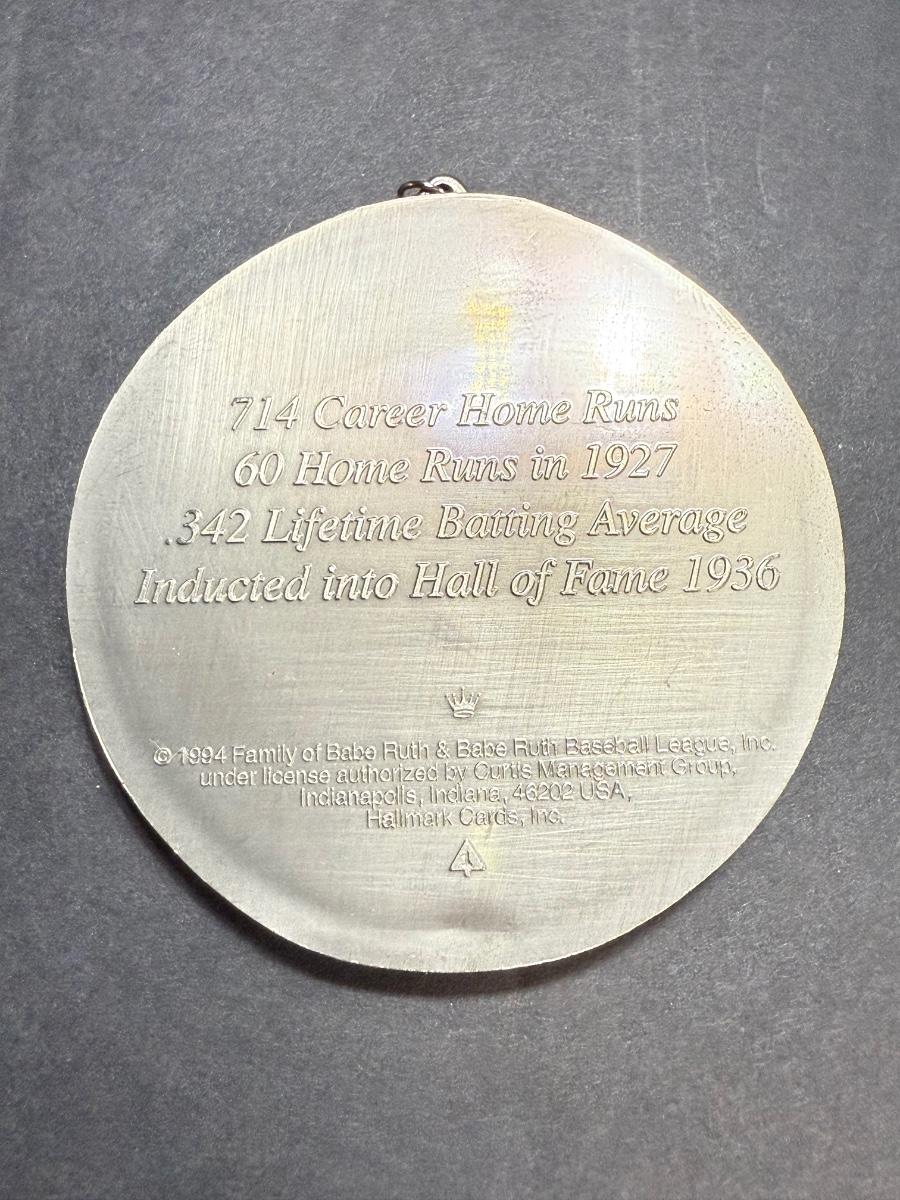 714 Career Home Runs
60 Home Runs in 1927
.342 Lifetime Batting Average
Inducted into Hall of Fame 1936
© 1994 Family of Babe Ruth & Babe Ruth Baseball League, Inc.
under license authorized by Curtis Management Group,
Indianapolis, Indiana, 46202 USA,
Hallmark Cards, Inc.
1